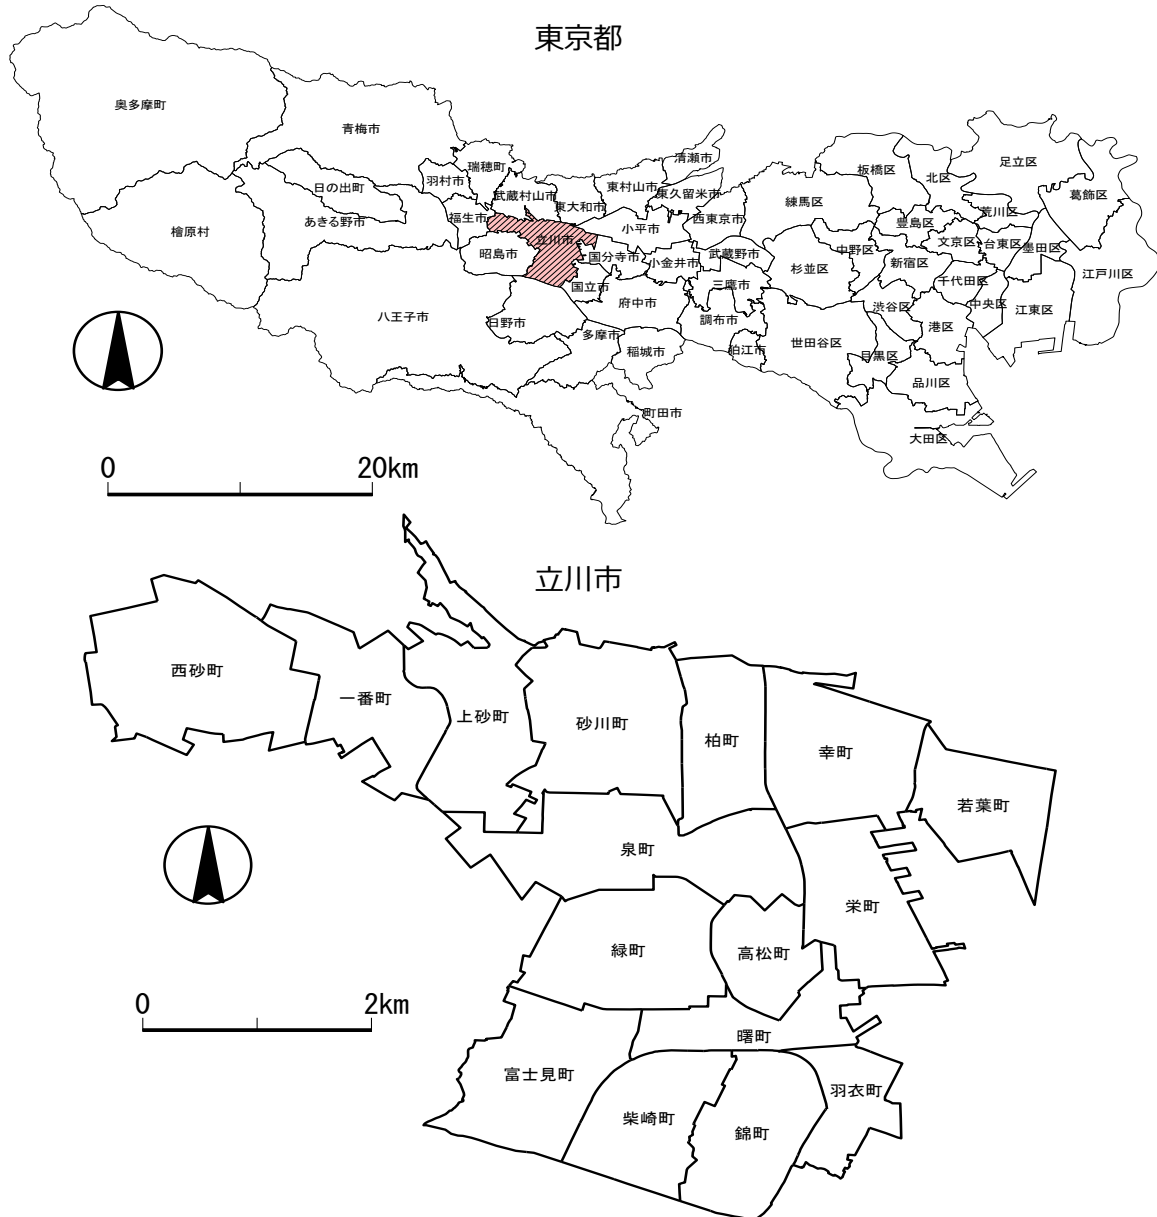 東京都
奥多摩町
青梅市
瑞穂町
羽村市
日の出町
武蔵村山市
東大和市
東村山市
清瀬市
東久留米市
あきる野市
福生市
檜原村
立川市
昭島市
小平市
西東京市
国分寺市
小金井市
武蔵野市
国立市
府中市
三鷹市
調布市
狛江市
八王子市
日野市
多摩市
稲城市
町田市
練馬区
板橋区
北区
足立区
葛飾区
荒川区
豊島区
文京区
台東区
墨田区
中野区
杉並区
新宿区
千代田区
江戸川区
渋谷区
中央区
江東区
港区
世田谷区
目黒区
品川区
大田区
0 20km
立川市
西砂町
一番町
上砂町
砂川町
柏町
幸町
若葉町
泉町
栄町
緑町
高松町
0 2km
曙町
富士見町
羽衣町
柴崎町
錦町